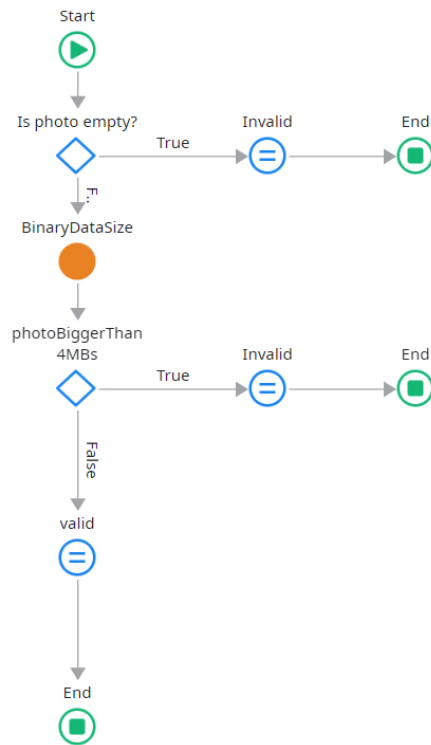 Start
Is photo empty?
True
Invalid
End
F..
BinaryDataSize
photoBiggerThan
4MBs
True
Invalid
End
False
valid
End